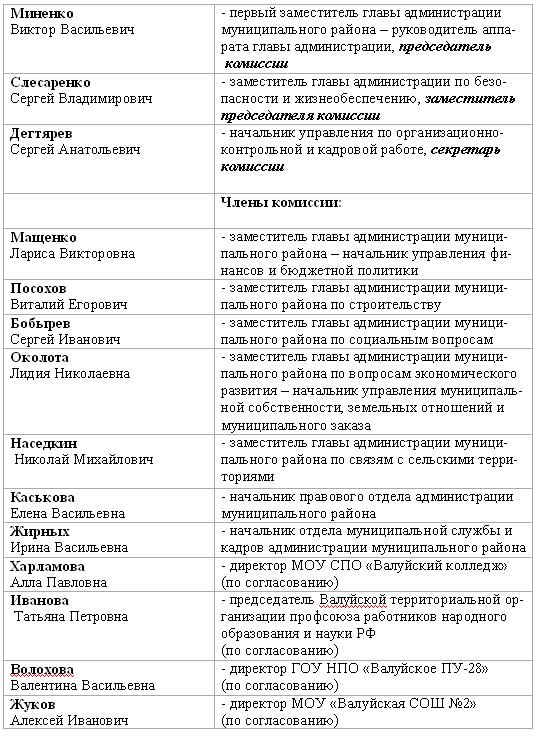 Миненко
Виктор Васильевич
- первый заместитель главы администрации
муниципального района – руководитель аппа-
рата главы администрации, председатель
комиссии
Слесаренко
Сергей Владимирович
- заместитель главы администрации по безо-
пасности и жизнеобеспечению, заместитель
председателя комиссии
Дегтярев
Сергей Анатольевич
- начальник управления по организационно-
контрольной и кадровой работе, секретарь
комиссии
Члены комиссии:
Мащенко
Лариса Викторовна
- заместитель главы администрации муници-
пального района – начальник управления фи-
нансов и бюджетной политики
Посохов
Виталий Егорович
- заместитель главы администрации муници-
пального района по строительству
Бобырев
Сергей Иванович
- заместитель главы администрации муници-
пального района по социальным вопросам
Околота
Лидия Николаевна
- заместитель главы администрации муници-
пального района по вопросам экономического
развития – начальник управления муниципаль-
ной собственности, земельных отношений и
муниципального заказа
Наседкин
Николай Михайлович
- заместитель главы администрации муници-
пального района по связям с сельскими терри-
ториями
Каськова
Елена Васильевна
- начальник правового отдела администрации
муниципального района
Жирных
Ирина Васильевна
- начальник отдела муниципальной службы и
кадров администрации муниципального района
Харламова
Алла Павловна
- директор МОУ СПО «Валуйский колледж»
(по согласованию)
Иванова
Татьяна Петровна
- председатель Валуйской территориальной ор-
ганизации профсоюза работников народного
образования и науки РФ
(по согласованию)
Волохова
Валентина Васильевна
- директор ГОУ НПО «Валуйское ПУ-28»
(по согласованию)
Жуков
Алексей Иванович
- директор МОУ «Валуйская СОШ №2»
(по согласованию)